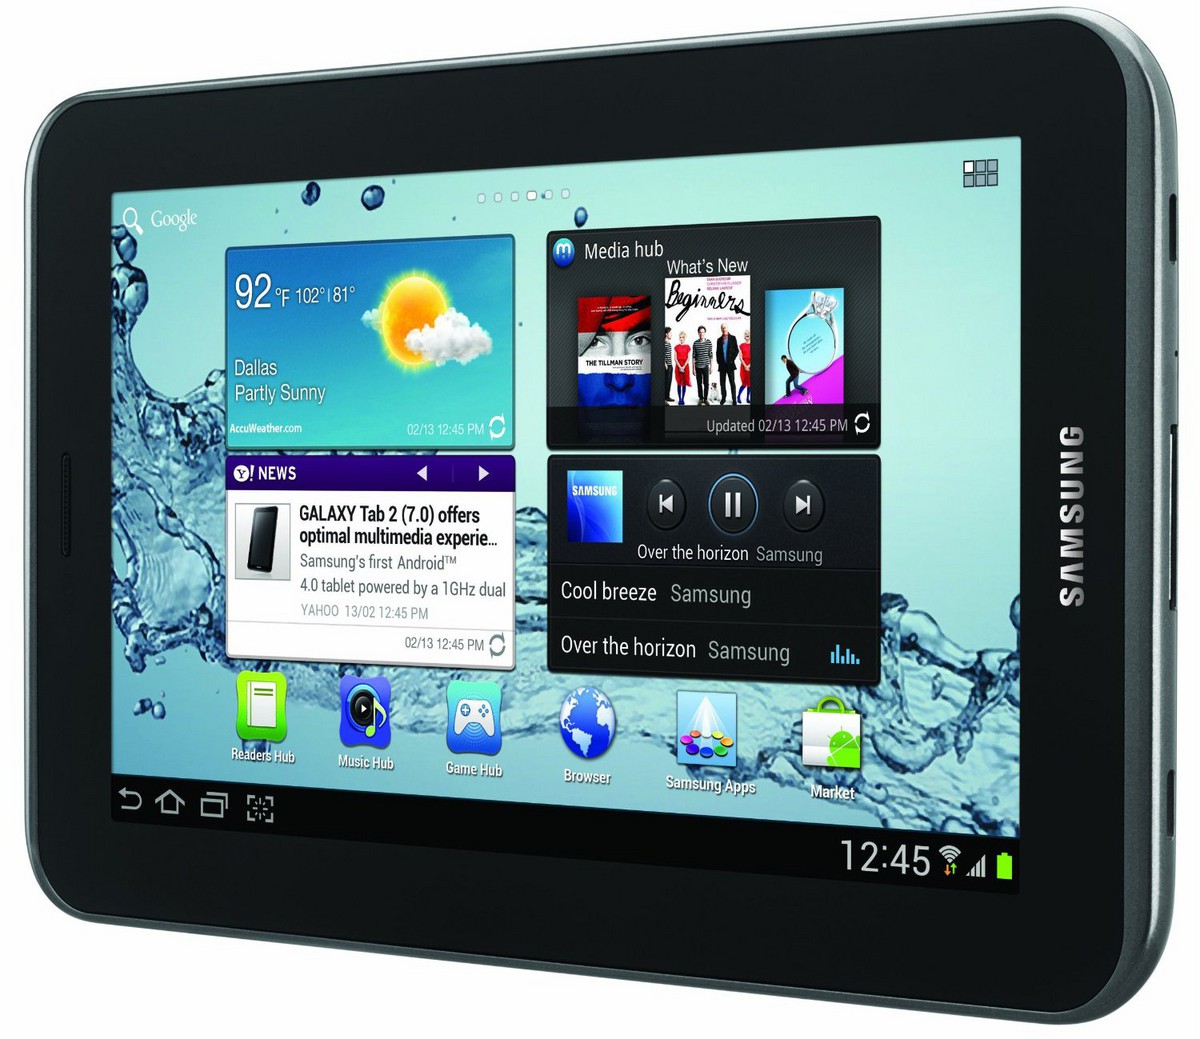 Google
92 °F 102° | 81°
Dallas
Partly Sunny
AccuWeather.com
02/13 12:45 PM
m Media hub
What's New
THE TILLMAN STORY
Beginners
Updated 02/13 12:45 PM
Y! NEWS
GALAXY Tab 2 (7.0) offers
optimal multimedia experie...
Samsung's first Android™
4.0 tablet powered by a 1GHz dual
YAHOO 13/02 12:45 PM
02/13 12:45 PM
SAMSUNG
Over the horizon Samsung
Cool breeze Samsung
Over the horizon Samsung
Readers Hub
Music Hub
Game Hub
Browser
Samsung Apps
Market
12:45
SAMSUNG